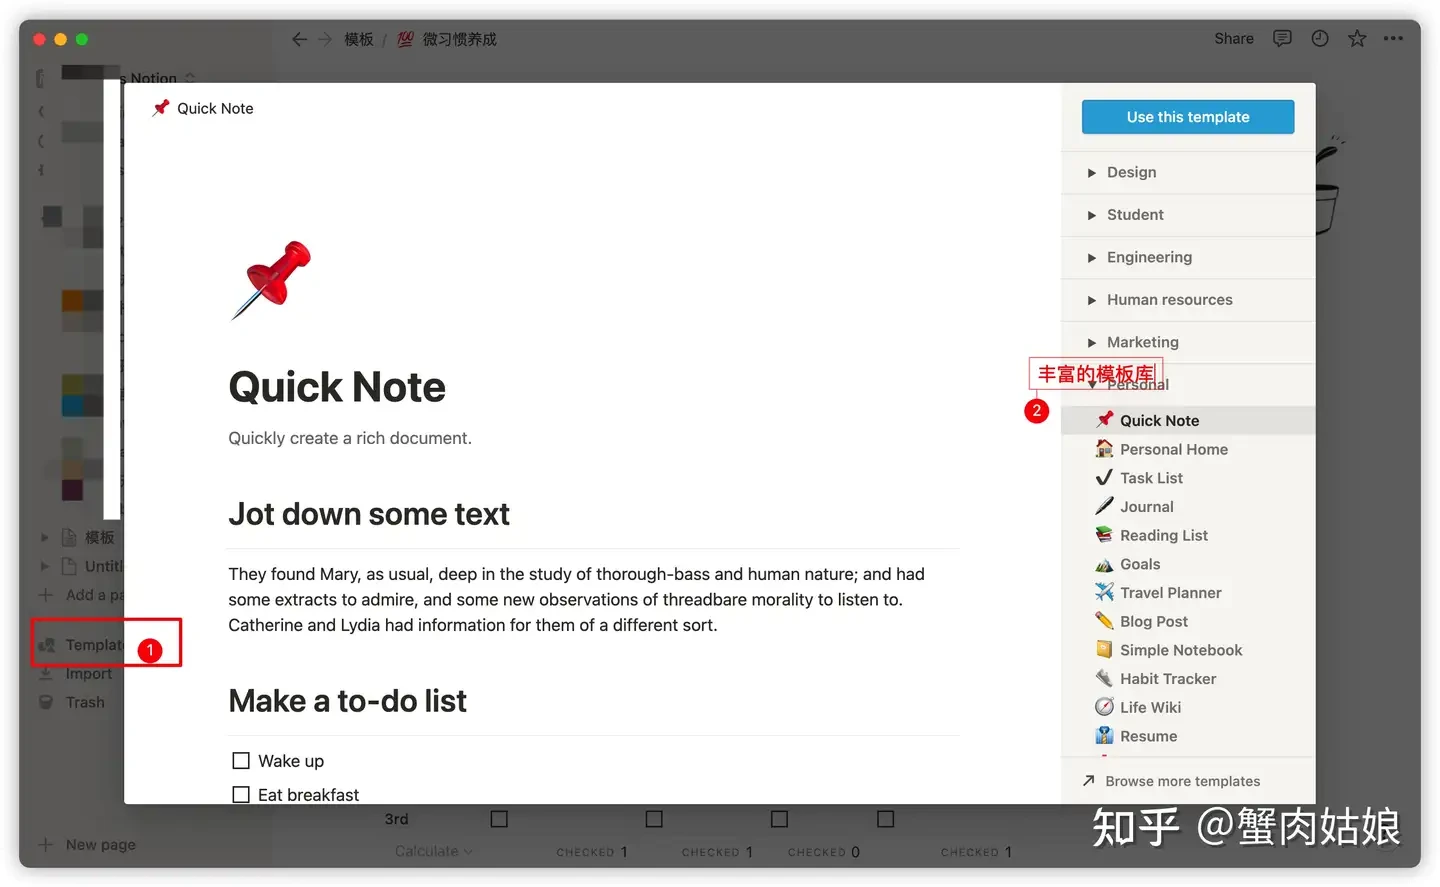 模板 / 💯 微习惯养成
Share
s Notion
Quick Note
Use this template
Design
Student
Engineering
Human resources
Marketing
丰富的模板库
Personal
2
Quick Note
Personal Home
Task List
Journal
Reading List
Goals
Travel Planner
Blog Post
Simple Notebook
Habit Tracker
Life Wiki
Resume
Browse more templates
Quick Note
Quickly create a rich document.
Jot down some text
They found Mary, as usual, deep in the study of thorough-bass and human nature; and had
some extracts to admire, and some new observations of threadbare morality to listen to.
Catherine and Lydia had information for them of a different sort.
Make a to-do list
Wake up
Eat breakfast
模板
Untitl
Add a pa
Templat
1
Import
Trash
New page
3rd
Calculate
CHECKED 1
CHECKED 1
CHECKED 0
CHECKED 1
知乎 @蟹肉姑娘